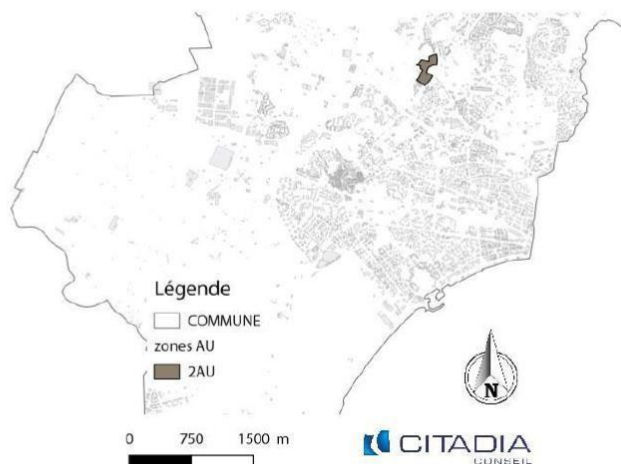 Légende
COMMUNE
zones AU
2AU
N
0 750 1500 m
CITADIA
CONSEIL